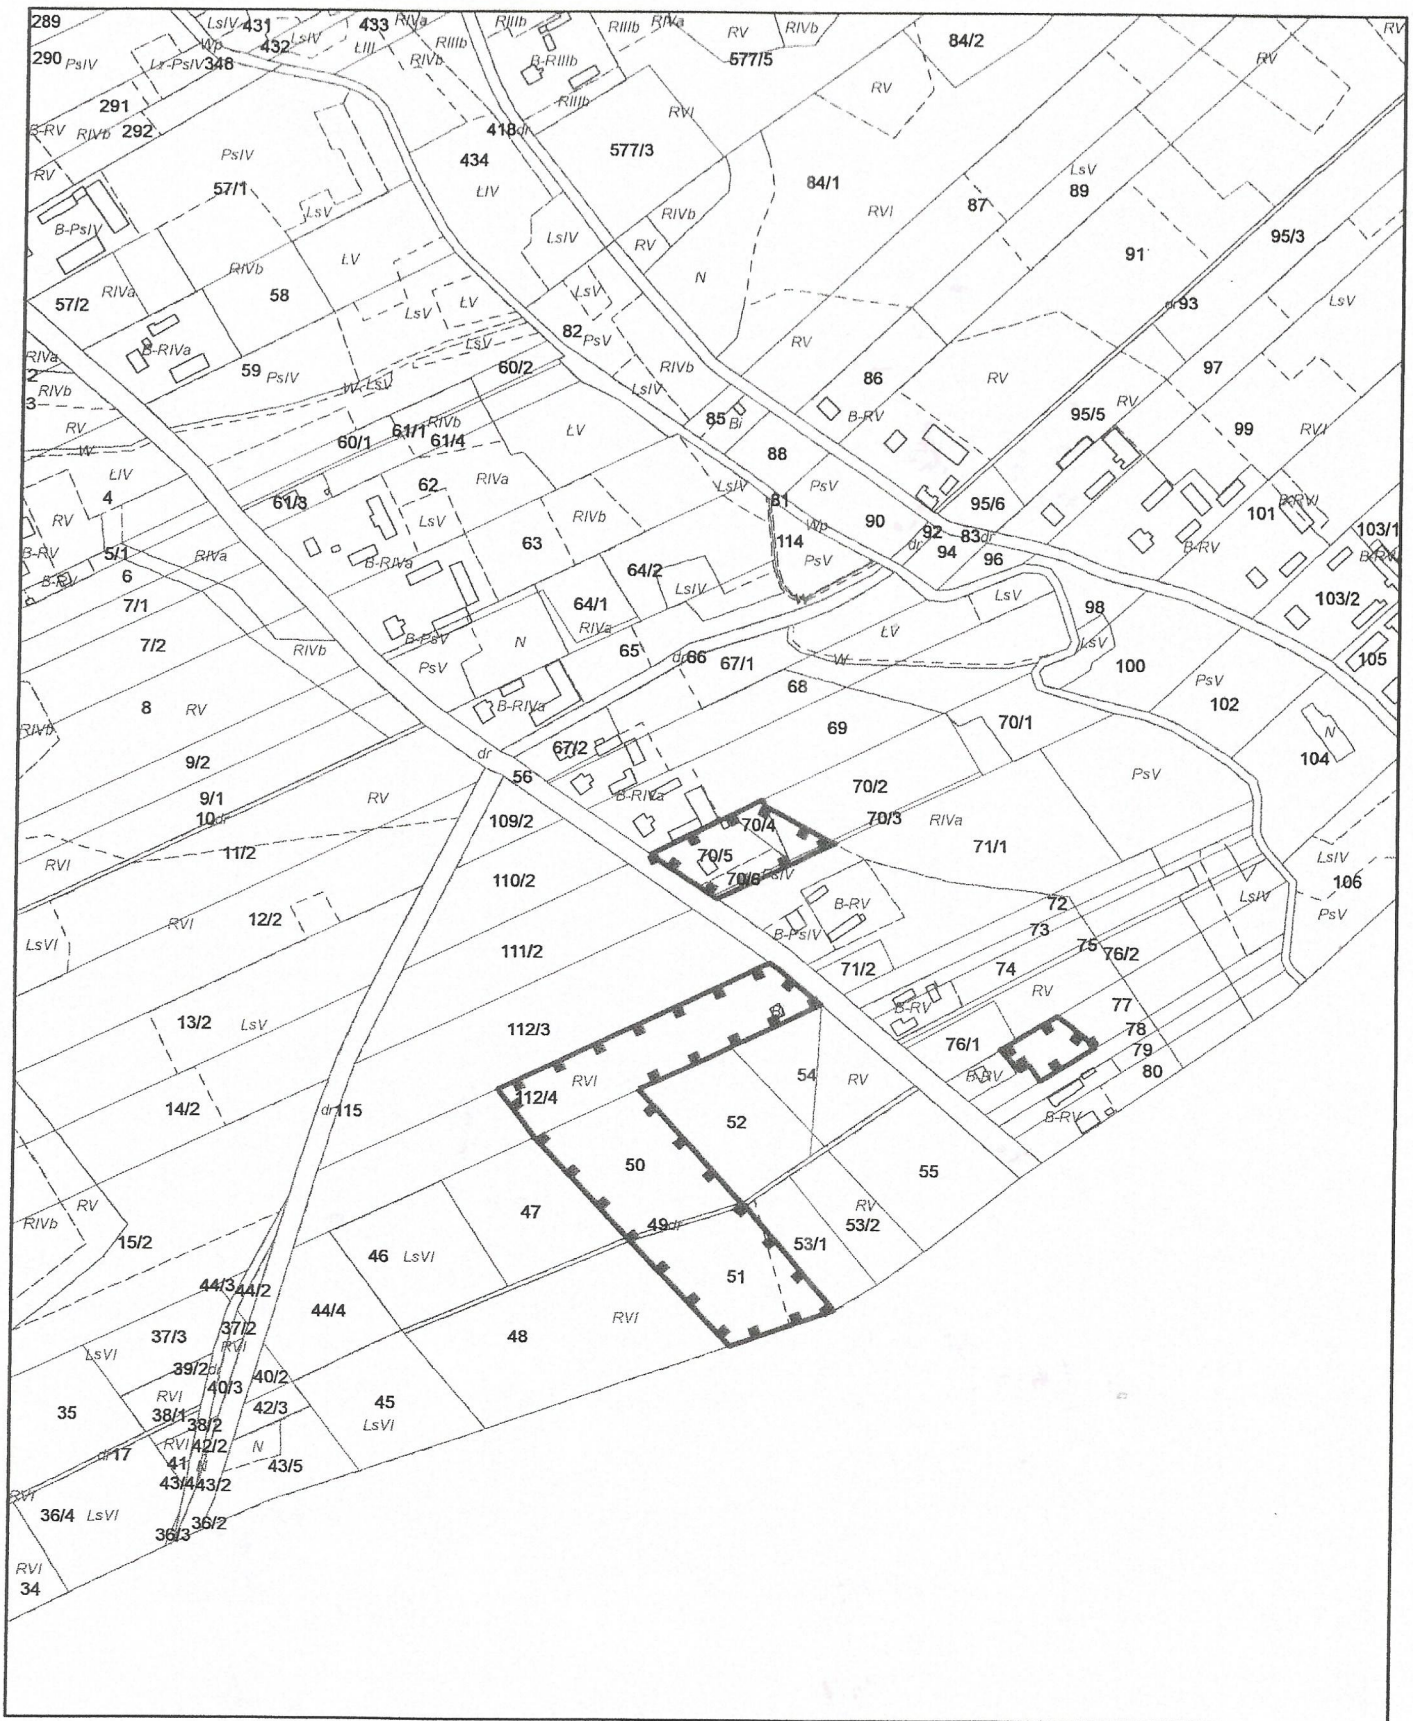 289
LsIV
431
433
RIVa
RIIIb
RIIIb
RIVa
RV
RIVb
84/2
RV
Wp
432
LsIV
ŁIII
RIIIb
RIVb
577/5
290
PsIV
Lz-PsIV
348
B-RIIIb
RV
RV
291
RIIIb
RVI
B-RV
RIVb
292
418
dr
577/3
PsIV
434
RV
57/1
ŁIV
84/1
LsV
89
87
RVI
LsV
RIVb
B-PsIV
LsIV
RV
95/3
91
RIVb
ŁV
N
57/2
RIVa
58
LsV
ŁV
LsV
dr
93
LsV
82
PsV
RIVa
B-RIVa
LsV
RV
59
PsIV
60/2
RIVb
97
2
RIVb
W-LsV
LsIV
86
RV
3
RV
60/1
61/1
RIVb
61/4
ŁV
85
Bi
B-RV
95/5
RV
99
RVI
W
88
4
ŁIV
62
RIVa
LsIV
PsV
61/3
81
95/6
101
B-RVI
RV
LsV
RIVb
Wp
90
92
83
dr
103/1
B-RV
5/1
RIVa
63
114
dr
94
96
B-RV
B-RV
B-RV
6
B-RIVa
64/2
LsIV
PsV
7/1
64/1
W
LsV
98
103/2
7/2
RIVb
B-PsV
N
RIVa
ŁV
LsV
65
dr
66
67/1
W
100
105
PsV
PsV
8
RV
B-RIVa
68
102
RIVb
69
70/1
N
9/2
dr
67/2
104
56
PsV
9/1
RV
B-RIVa
70/2
10
dr
109/2
70/4
70/3
RIVa
11/2
70/5
71/1
RVI
LsIV
110/2
70/6
PsIV
106
B-RV
LsIV
RVI
12/2
72
PsV
LsVI
B-PsIV
73
111/2
75
76/2
71/2
74
RV
B-RV
77
13/2
LsV
112/3
78
76/1
79
54
RV
80
RVI
B-RV
112/4
14/2
dr
115
52
B-RV
50
55
RV
47
RV
RIVb
49
dr
53/2
15/2
46
LsVI
53/1
51
44/3
44/2
44/4
37/3
37/2
RVI
48
RVI
LsVI
39/2
dr
40/2
40/3
RVI
42/3
45
35
38/1
38/2
LsVI
RVI
42/2
N
dr
17
41
N
43/5
43/4
43/2
RVI
36/4
LsVI
36/2
36/3
RVI
34